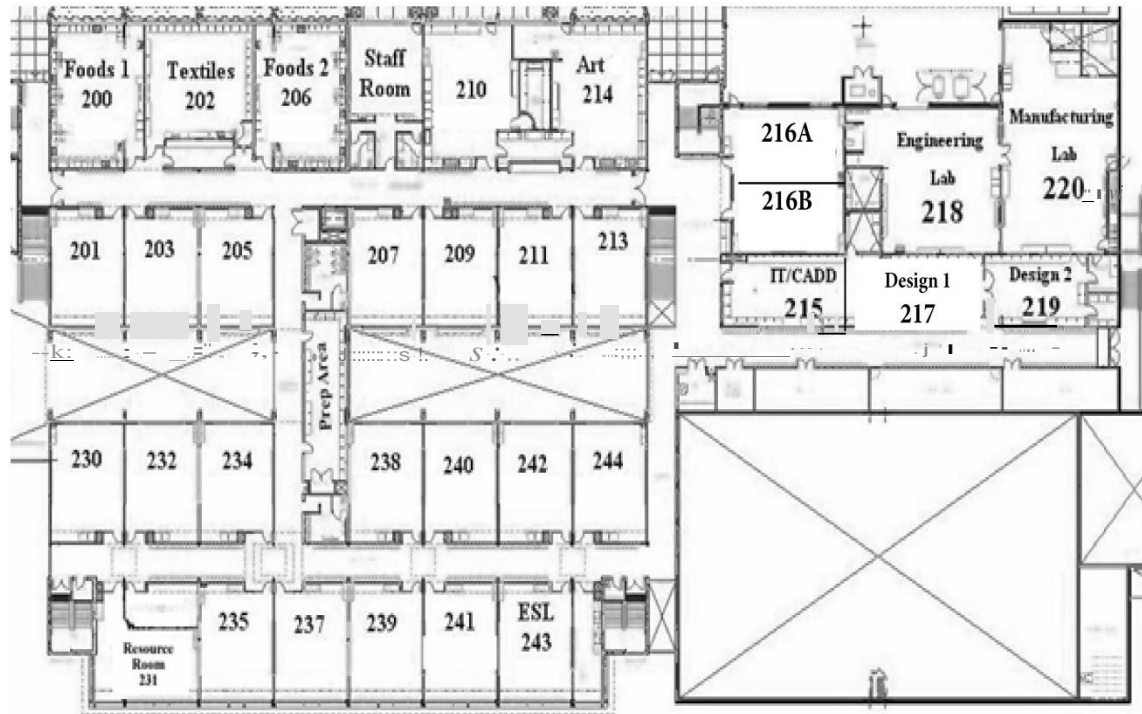 Foods 1
200
Textiles
202
Foods 2
206
Staff
Room
210
Art
214
216A
216B
Engineering
Lab
218
Manufacturing
Lab
220
201
203
205
207
209
211
213
IT/CADD
215
Design 1
217
Design 2
219
Prep Area
230
232
234
238
240
242
244
Resource
Room
231
235
237
239
241
ESL
243